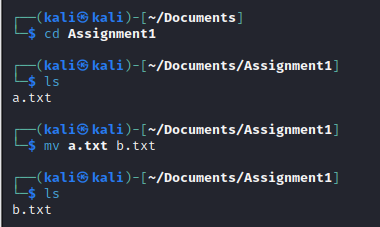 ┌──(kali㉿kali)-[~/Documents]
└─$ cd Assignment1
┌──(kali㉿kali)-[~/Documents/Assignment1]
└─$ ls
a.txt
┌──(kali㉿kali)-[~/Documents/Assignment1]
└─$ mv a.txt b.txt
┌──(kali㉿kali)-[~/Documents/Assignment1]
└─$ ls
b.txt